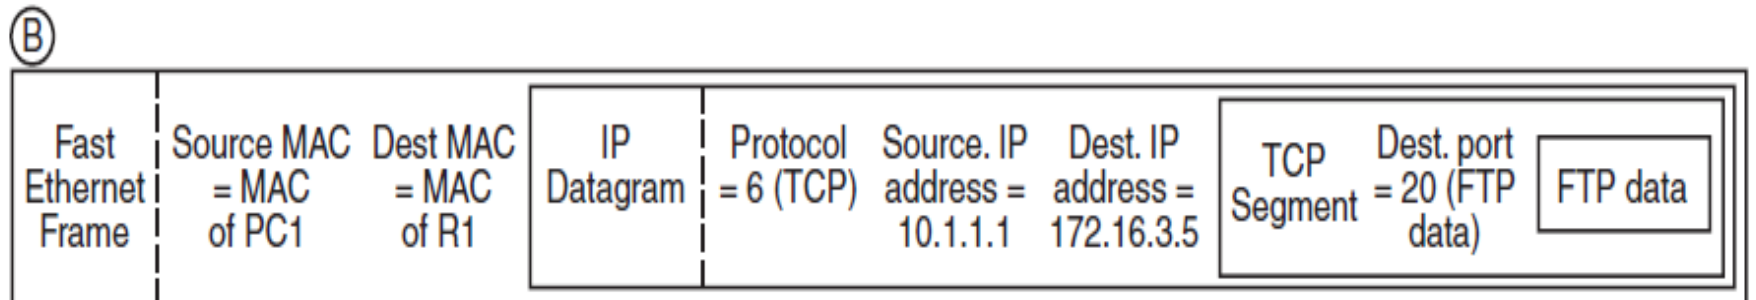 B
Fast
Ethernet
Frame
Source MAC
= MAC
of PC1
Dest MAC
= MAC
of R1
IP
Datagram
Protocol
= 6 (TCP)
Source. IP
address =
10.1.1.1
Dest. IP
address =
172.16.3.5
TCP
Segment
Dest. port
= 20 (FTP
data)
FTP data